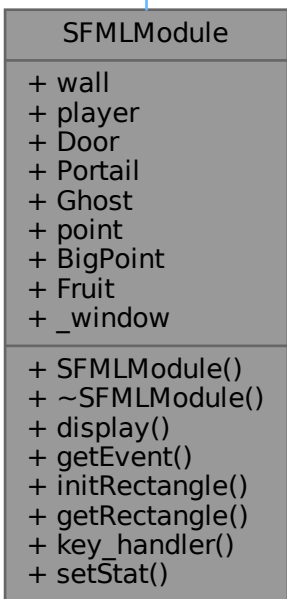 SFMLModule
+ wall
+ player
+ Door
+ Portail
+ Ghost
+ point
+ BigPoint
+ Fruit
+ _window
+ SFMLModule()
+ ~SFMLModule()
+ display()
+ getEvent()
+ initRectangle()
+ getRectangle()
+ key_handler()
+ setStat()